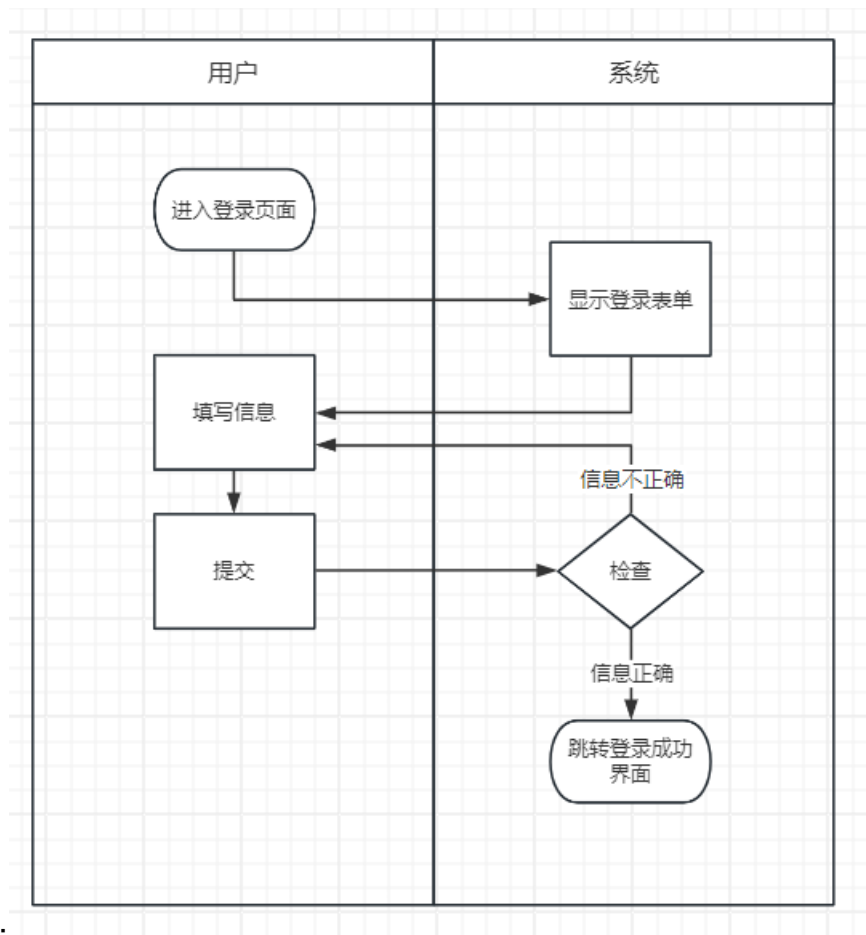 用户
系统
进入登录页面
显示登录表单
填写信息
信息不正确
提交
检查
信息正确
跳转登录成功
界面